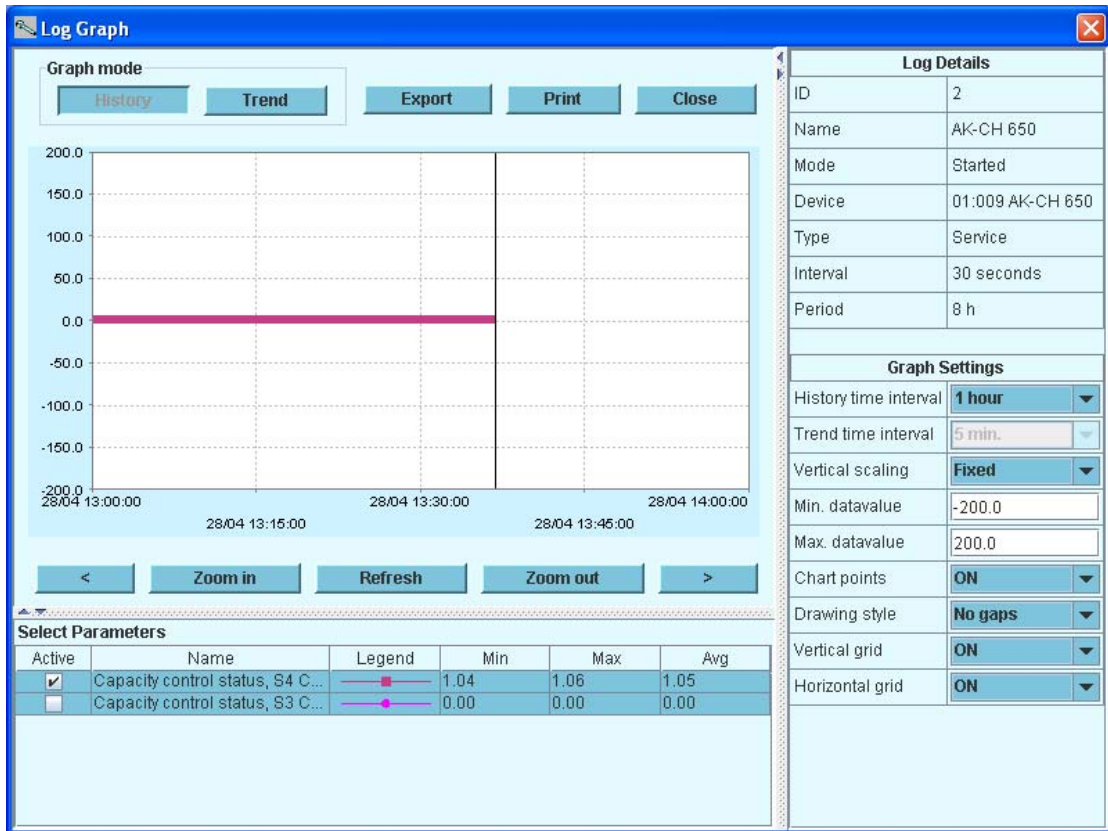 Log Graph
Graph mode
History Trend Export Print Close
200.0
150.0
100.0
50.0
0.0
-50.0
-100.0
-150.0
-200.0
28/04 13:00:00 28/04 13:30:00 28/04 14:00:00
28/04 13:15:00 28/04 13:45:00
< Zoom in Refresh Zoom out >
Select Parameters
Active Name Legend Min Max Avg
Capacity control status, S4 C... 1.04 1.06 1.05
Capacity control status, S3 C... 0.00 0.00 0.00
Log Details
ID 2
Name AK-CH 650
Mode Started
Device 01:009 AK-CH 650
Type Service
Interval 30 seconds
Period 8 h
Graph Settings
History time interval 1 hour
Trend time interval 5 min.
Vertical scaling Fixed
Min. datavalue -200.0
Max. datavalue 200.0
Chart points ON
Drawing style No gaps
Vertical grid ON
Horizontal grid ON